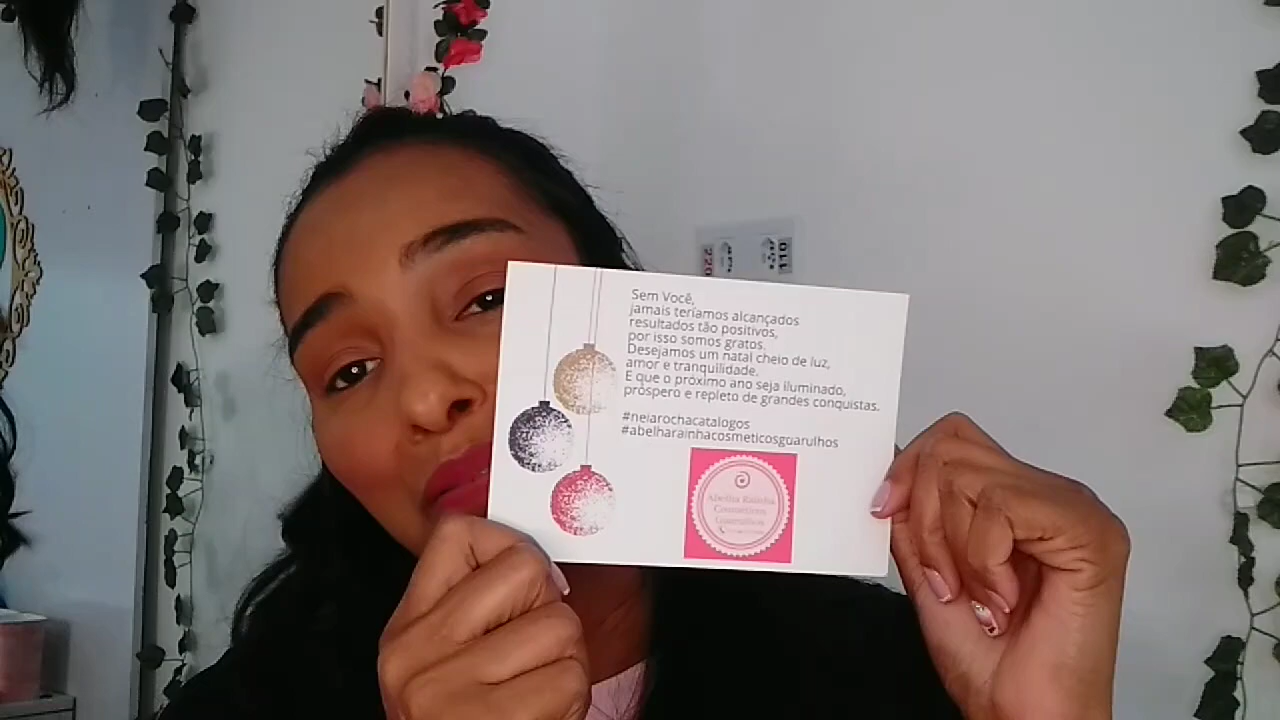 Sem Você,
jamais teríamos alcançados
resultados tão positivos,
por isso somos gratos.
Desejamos um natal cheio de luz,
amor e tranquilidade.
E que o próximo ano seja iluminado,
próspero e repleto de grandes conquistas.
#neiarochacatalogos
#abelharainhacosmeticosguarulhos
Abelha Rainha
Cosméticos
Guarulhos